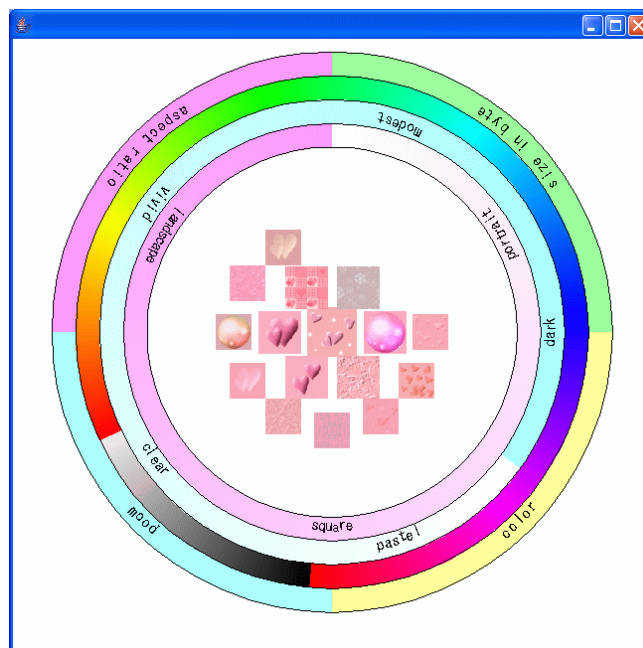 aspect ratio
size in byte
modest
vivid
landscape
portrait
dark
clear
mood
square
pastel
color